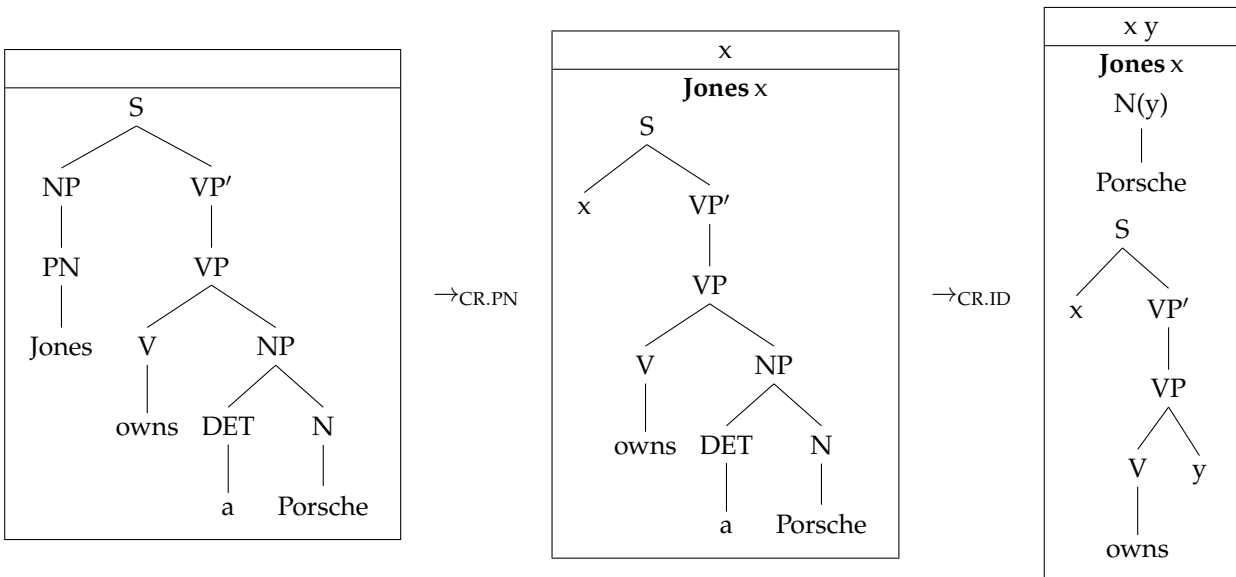 S
NP VP′
PN VP
Jones V NP
owns DET N
a Porsche
→CR.PN
x
Jones x
S
x VP′
VP
V NP
owns DET N
a Porsche
→CR.ID
x y
Jones x
N(y)
Porsche
S
x VP′
VP
V y
owns